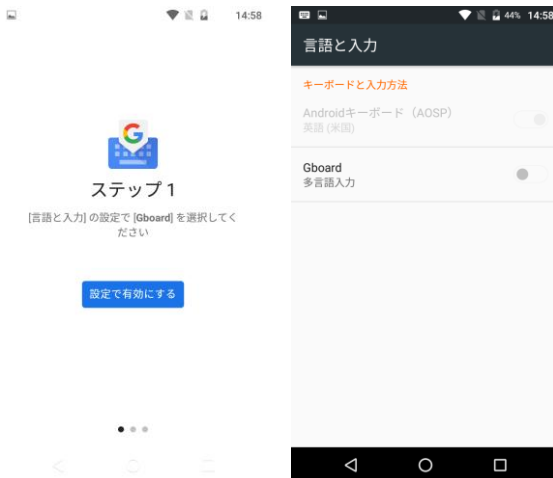 14:58
ステップ 1
[言語と入力] の設定で [Gboard] を選択してく
ださい
設定で有効にする
44% 14:58
言語と入力
キーボードと入力方法
Androidキーボード（AOSP）
英語 (米国)
Gboard
多言語入力